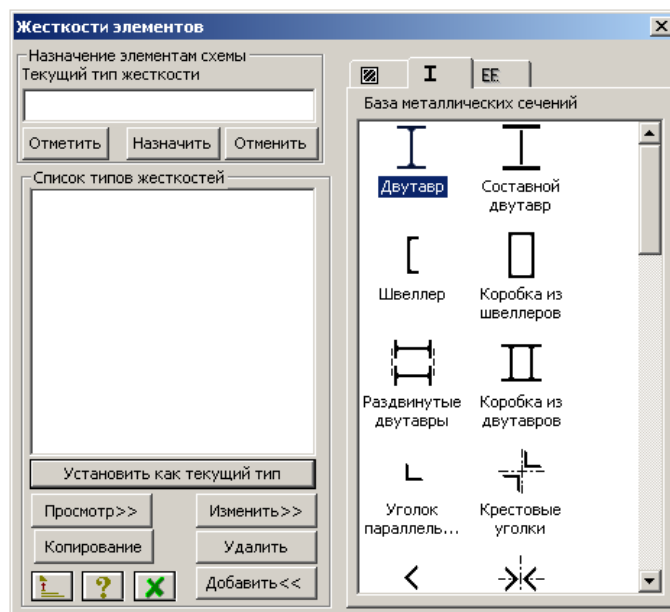 Жесткости элементов
Назначение элементам схемы
Текущий тип жесткости
Отметить
Назначить
Отменить
Список типов жесткостей
Установить как текущий тип
Просмотр>>
Изменить>>
Копирование
Удалить
?
X
Добавить<<
I
EE
База металлических сечений
Двутавр
Составной
двутавр
Швеллер
Коробка из
швеллеров
Раздвинутые
двутавры
Коробка из
двутавров
Уголок
параллель...
Крестовые
уголки